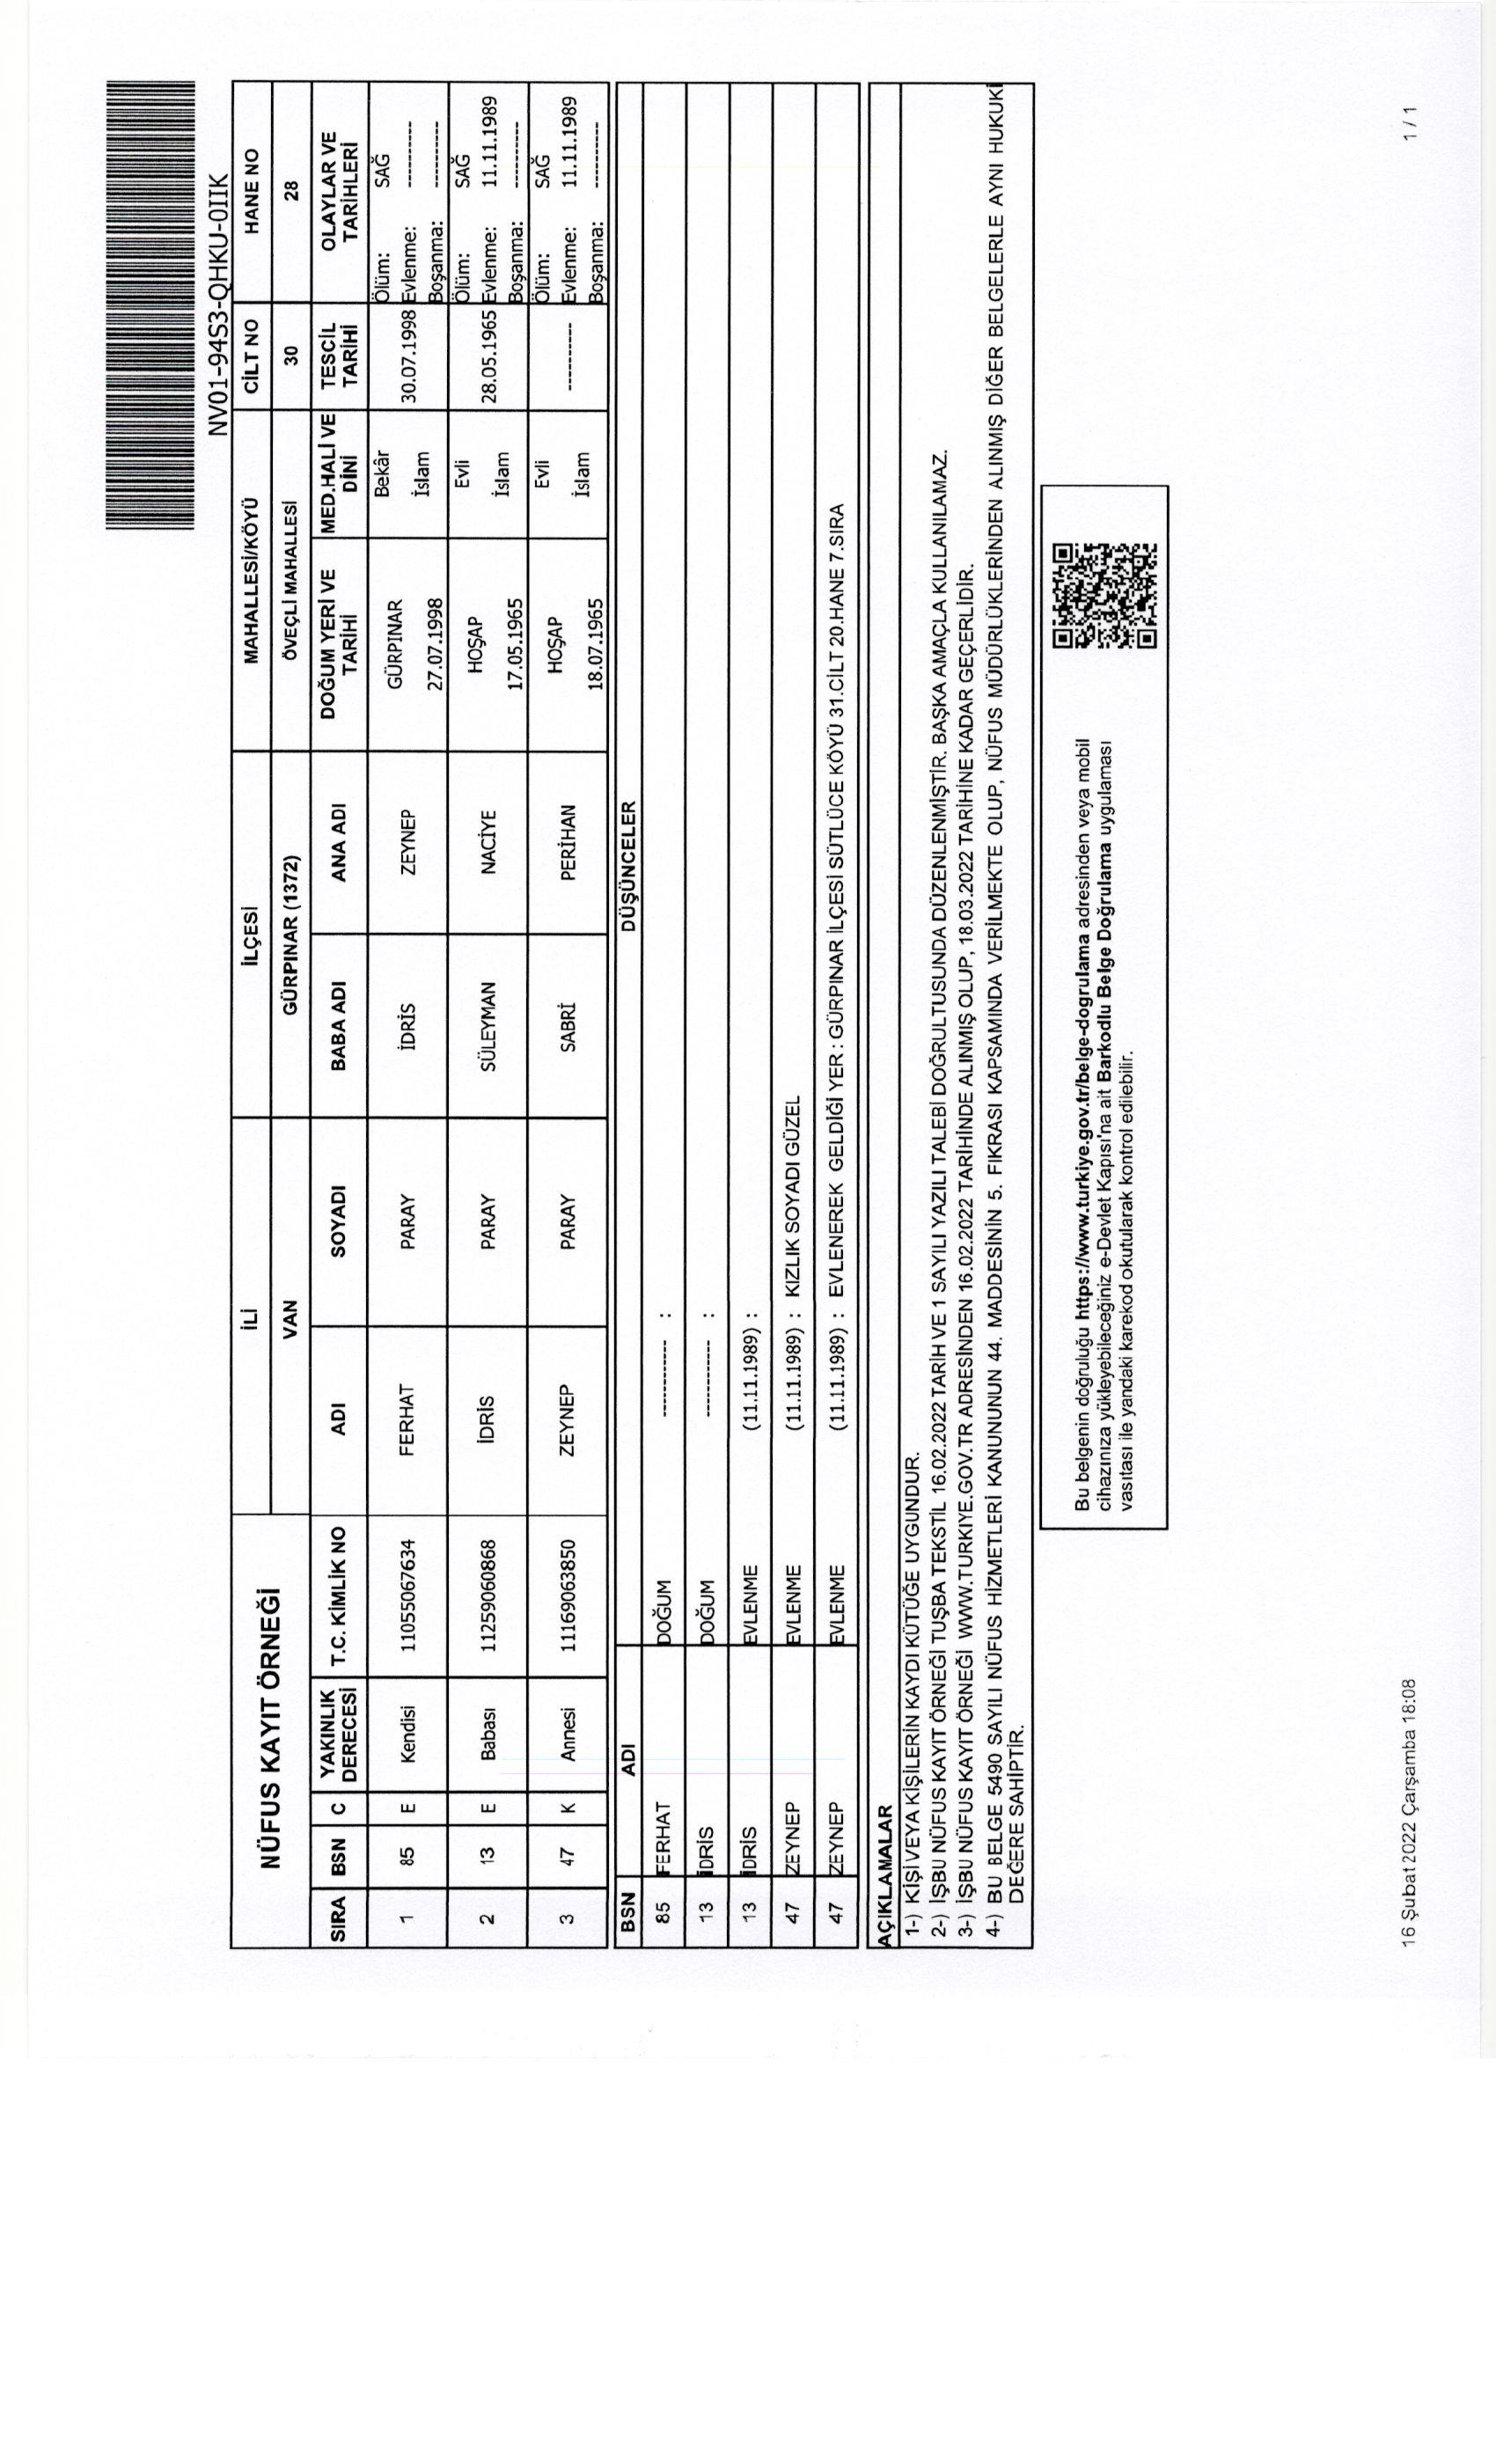 NV01-94S3-QHKU-0IIK
NÜFUS KAYIT ÖRNEĞİ
İLİ İLÇESİ MAHALLESİ/KÖYÜ CİLT NO HANE NO
VAN GÜRPINAR (1372) ÖVEÇLİ MAHALLESİ 30 28
SIRA BSN C YAKINLIK DERECESİ T.C. KİMLİK NO ADI SOYADI BABA ADI ANA ADI DOĞUM YERİ VE TARİHİ MED.HALİ VE DİNİ TESCİL TARİHİ OLAYLAR VE TARİHLERİ
1 85 E Kendisi 11055067634 FERHAT PARAY İDRİS ZEYNEP GÜRPINAR 27.07.1998 Bekâr İslam 30.07.1998 Ölüm: SAĞ
Evlenme: ----------
Boşanma: ----------
2 13 E Babası 11259060868 İDRİS PARAY SÜLEYMAN NACİYE HOŞAP 17.05.1965 Evli İslam 28.05.1965 Ölüm: SAĞ
Evlenme: 11.11.1989
Boşanma: ----------
3 47 K Annesi 11169063850 ZEYNEP PARAY SABRİ PERİHAN HOŞAP 18.07.1965 Evli İslam ---------- Ölüm: SAĞ
Evlenme: 11.11.1989
Boşanma: ----------
BSN ADI DÜŞÜNCELER
85 FERHAT DOĞUM ------------ :
13 İDRİS DOĞUM ------------ :
13 İDRİS EVLENME (11.11.1989) :
47 ZEYNEP EVLENME (11.11.1989) : KIZLIK SOYADI GÜZEL
47 ZEYNEP EVLENME (11.11.1989) : EVLENEREK GELDİĞİ YER : GÜRPINAR İLÇESİ SÜTLÜCE KÖYÜ 31.CİLT 20.HANE 7.SIRA
AÇIKLAMALAR
1-) KİŞİ VEYA KİŞİLERİN KAYDI KÜTÜĞE UYGUNDUR.
2-) İŞBU NÜFUS KAYIT ÖRNEĞİ TUŞBA TEKSTİL 16.02.2022 TARİH VE 1 SAYILI YAZILI TALEBİ DOĞRULTUSUNDA DÜZENLENMİŞTİR. BAŞKA AMAÇLA KULLANILAMAZ.
3-) İŞBU NÜFUS KAYIT ÖRNEĞİ WWW.TURKIYE.GOV.TR ADRESİNDEN 16.02.2022 TARİHİNDE ALINMIŞ OLUP, 18.03.2022 TARİHİNE KADAR GEÇERLİDİR.
4-) BU BELGE 5490 SAYILI NÜFUS HİZMETLERİ KANUNUNUN 44. MADDESİNİN 5. FIKRASI KAPSAMINDA VERİLMEKTE OLUP, NÜFUS MÜDÜRLÜKLERİNDEN ALINMIŞ DİĞER BELGELERLE AYNI HUKUKİ
DEĞERE SAHİPTİR.
Bu belgenin doğruluğu https://www.turkiye.gov.tr/belge-dogrulama adresinden veya mobil
cihazınıza yükleyebileceğiniz e-Devlet Kapısı'na ait Barkodlu Belge Doğrulama uygulaması
vasıtası ile yandaki karekod okutularak kontrol edilebilir.
16 Şubat 2022 Çarşamba 18:08
1 / 1